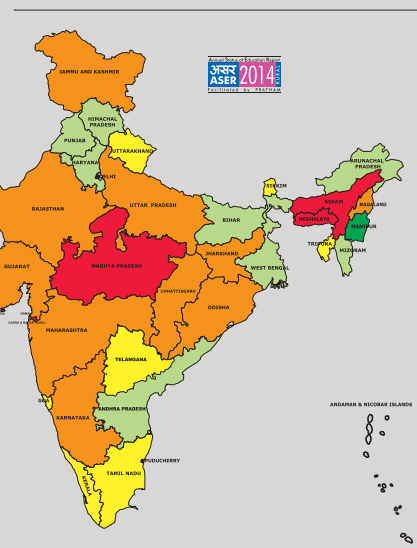 Annual Status of Education Report
असर
ASER
2014
RURAL
Facilitated by PRATHAM
JAMMU AND KASHMIR
HIMACHAL
PRADESH
PUNJAB
UTTARAKHAND
HARYANA
DELHI
ARUNACHAL
PRADESH
SIKKIM
RAJASTHAN
UTTAR PRADESH
ASSAM
NAGALAND
BIHAR
MEGHALAYA
MANIPUR
TRIPURA
MIZORAM
JHARKHAND
WEST BENGAL
GUJARAT
MADHYA PRADESH
CHHATTISGARH
ODISHA
MAHARASHTRA
TELANGANA
GOA
ANDHRA PRADESH
KARNATAKA
ANDAMAN & NICOBAR ISLANDS
PUDUCHERRY
TAMIL NADU
KERALA